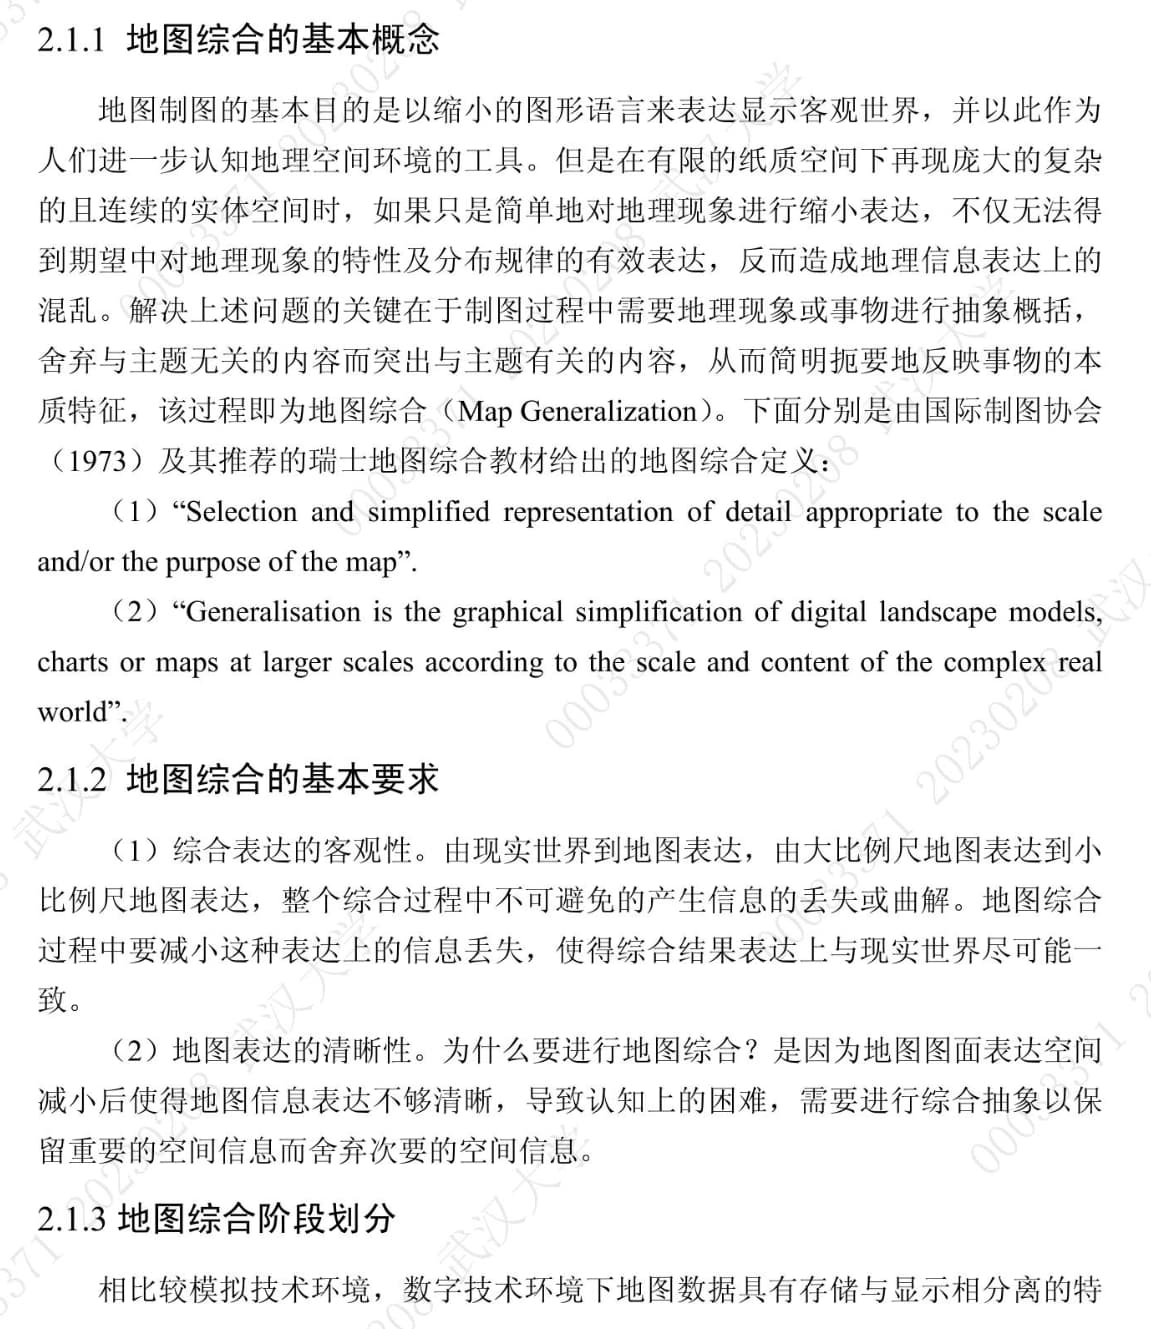 2.1.1 地图综合的基本概念
地图制图的基本目的是以缩小的图形语言来表达显示客观世界，并以此作为
人们进一步认知地理空间环境的工具。但是在有限的纸质空间下再现庞大的复杂
的且连续的实体空间时，如果只是简单地对地理现象进行缩小表达，不仅无法得
到期望中对地理现象的特性及分布规律的有效表达，反而造成地理信息表达上的
混乱。解决上述问题的关键在于制图过程中需要地理现象或事物进行抽象概括，
舍弃与主题无关的内容而突出与主题有关的内容，从而简明扼要地反映事物的本
质特征，该过程即为地图综合（Map Generalization）。下面分别是由国际制图协会
（1973）及其推荐的瑞士地图综合教材给出的地图综合定义：
（1）“Selection and simplified representation of detail appropriate to the scale
and/or the purpose of the map”.
（2）“Generalisation is the graphical simplification of digital landscape models,
charts or maps at larger scales according to the scale and content of the complex real
world”.
2.1.2 地图综合的基本要求
（1）综合表达的客观性。由现实世界到地图表达，由大比例尺地图表达到小
比例尺地图表达，整个综合过程中不可避免的产生信息的丢失或曲解。地图综合
过程中要减小这种表达上的信息丢失，使得综合结果表达上与现实世界尽可能一
致。
（2）地图表达的清晰性。为什么要进行地图综合？是因为地图图面表达空间
减小后使得地图信息表达不够清晰，导致认知上的困难，需要进行综合抽象以保
留重要的空间信息而舍弃次要的空间信息。
2.1.3 地图综合阶段划分
相比较模拟技术环境，数字技术环境下地图数据具有存储与显示相分离的特